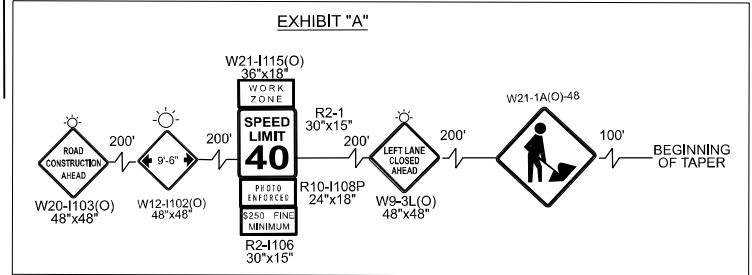 EXHIBIT "A"
W21-I115(O)
36"x18"
WORK
ZONE
SPEED
LIMIT
40
R2-1
30"x15"
PHOTO
ENFORCED
R10-I108P
24"x18"
$250 FINE
MINIMUM
R2-I106
30"x15"
ROAD
CONSTRUCTION
AHEAD
W20-I103(O)
48"x48"
200'
9'-6"
W12-I102(O)
48"x48"
200'
200'
LEFT LANE
CLOSED
AHEAD
W9-3L(O)
48"x48"
200'
W21-1A(O)-48
100'
BEGINNING
OF TAPER